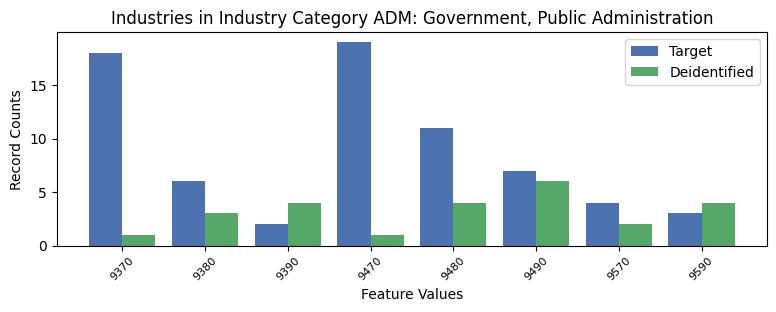 Industries in Industry Category ADM: Government, Public Administration
Target
Deidentified
Record Counts
15
10
5
0
9370 9380 9390 9470 9480 9490 9570 9590
Feature Values